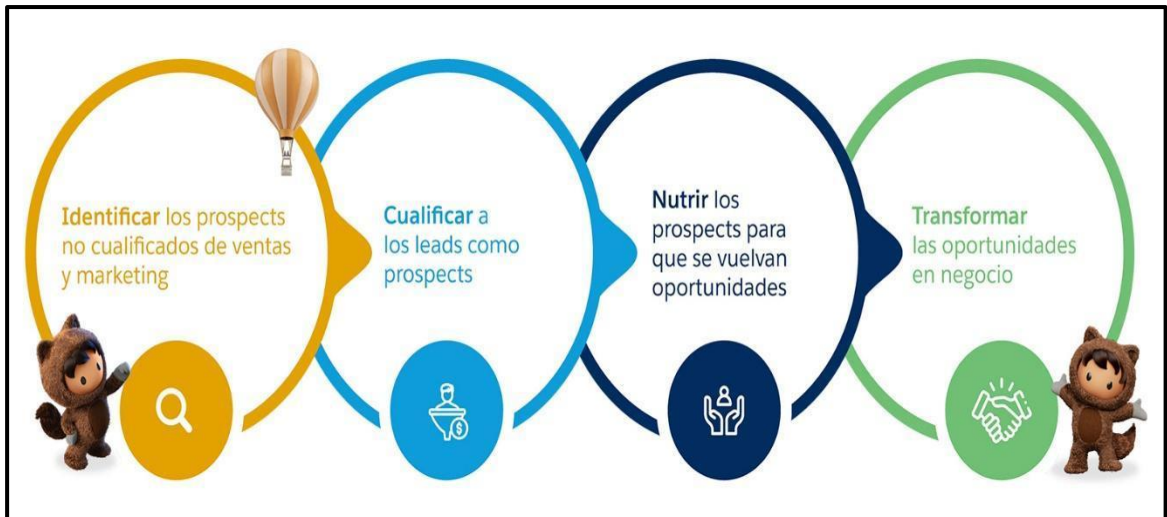 Identificar los prospects
no cualificados de ventas
y marketing
Cualificar a
los leads como
prospects
Nutrir los
prospects para
que se vuelvan
oportunidades
Transformar
las oportunidades
en negocio
$